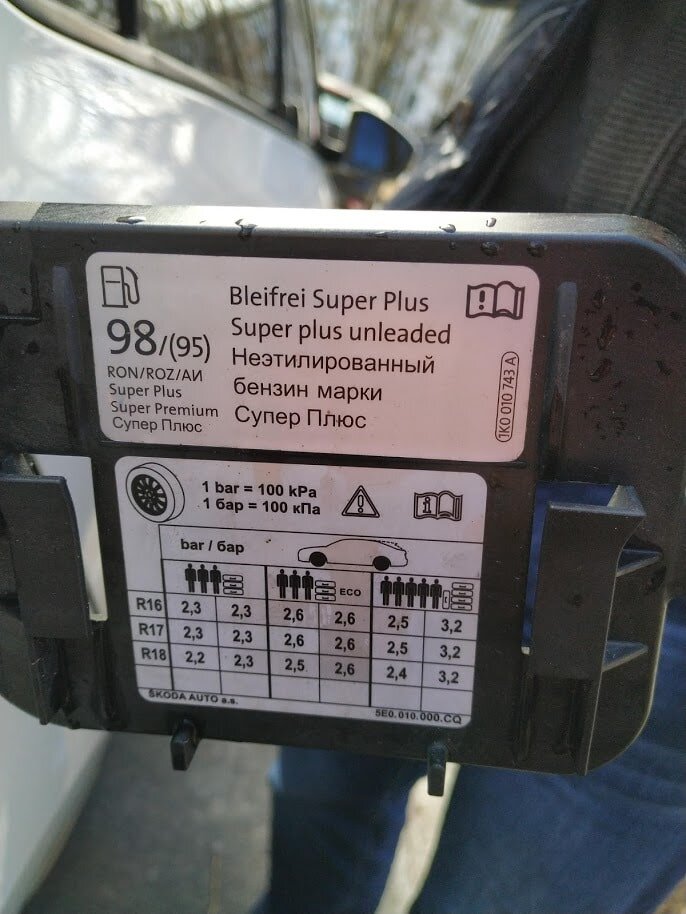 98/(95)
RON/ROZ/АИ
Super Plus
Super Premium
Супер Плюс
Bleifrei Super Plus
Super plus unleaded
Неэтилированный
бензин марки
Супер Плюс
1K0 010 743 A
1 bar = 100 kPa
1 бар = 100 кПа
bar / бар
ECO
R16 2,3 2,3 2,6 2,6 2,5 3,2
R17 2,3 2,3 2,6 2,6 2,5 3,2
R18 2,2 2,3 2,5 2,6 2,4 3,2
ŠKODA AUTO a.s.
5E0.010.000.CQ